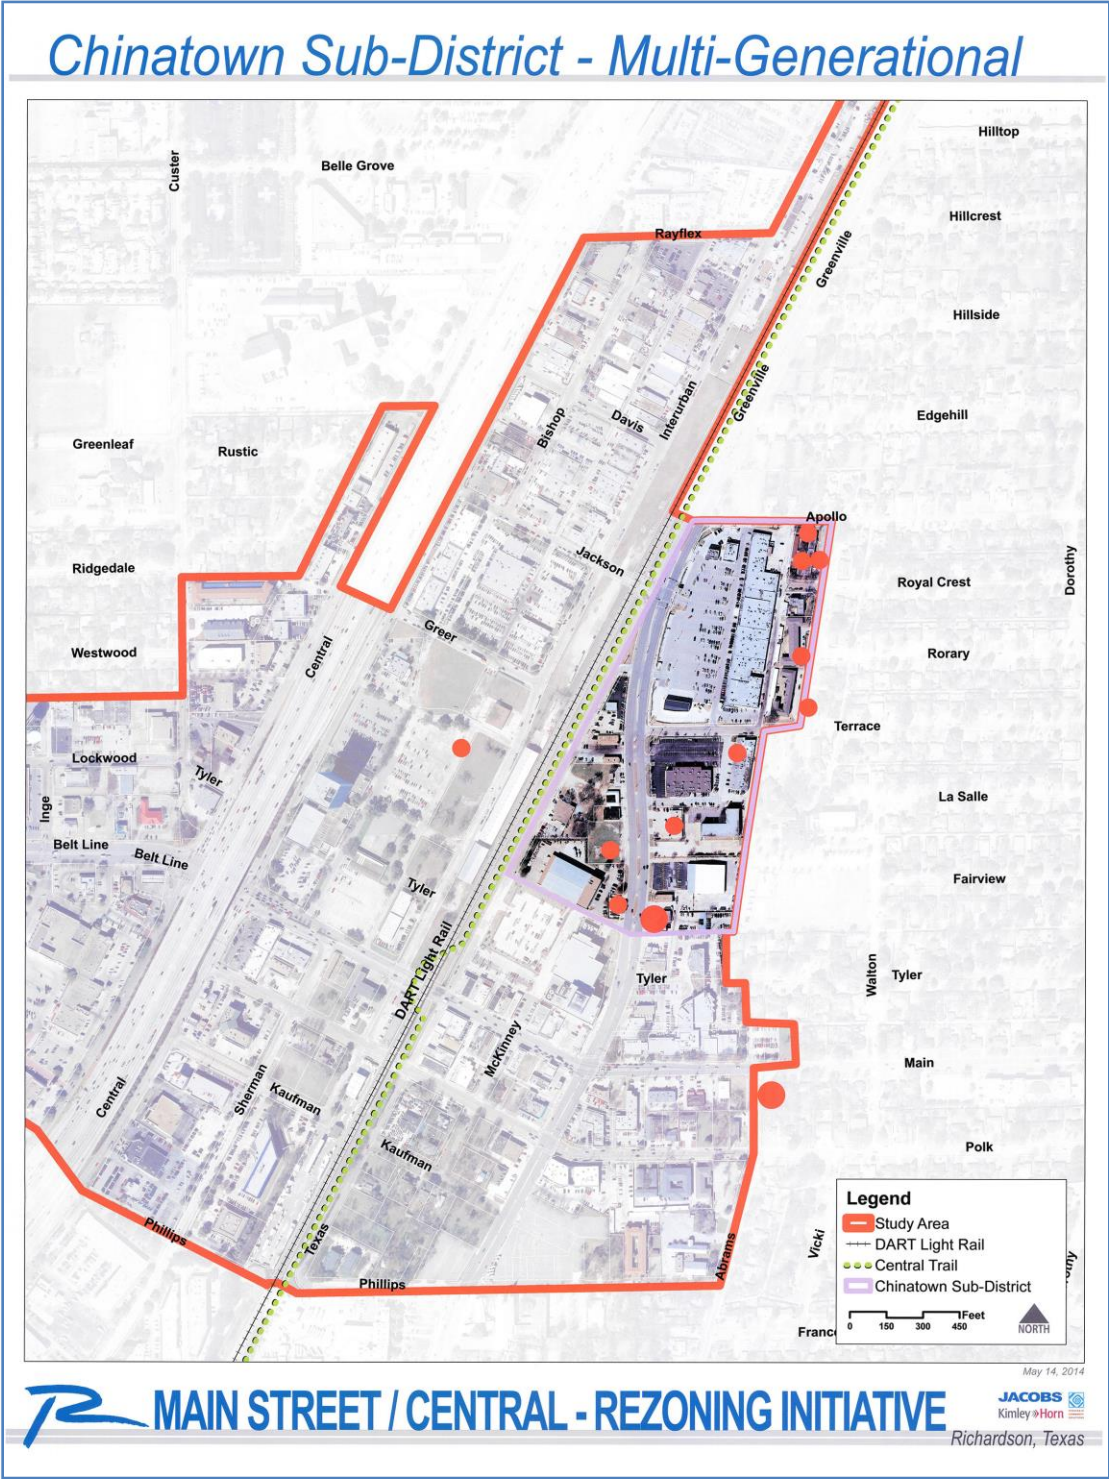 Chinatown Sub-District - Multi-Generational
Hilltop
Custer
Belle Grove
Hillcrest
Rayflex
Greenville
Hillside
Greenville
Interurban
Davis
Bishop
Edgehill
Greenleaf
Rustic
Apollo
Jackson
Dorothy
Ridgedale
Royal Crest
Greer
Central
Westwood
Rorary
Terrace
Lockwood
Tyler
Inge
La Salle
Belt Line
Belt Line
Tyler
Fairview
DART Light Rail
Tyler
Walton
Tyler
McKinney
Main
Central
Sherman
Kaufman
Kaufman
Polk
Phillips
Texas
Phillips
Abrams
Vicki
Legend
Study Area
DART Light Rail
Central Trail
Chinatown Sub-District
Feet
0 150 300 450
NORTH
May 14, 2014
MAIN STREET / CENTRAL - REZONING INITIATIVE
JACOBS
Kimley»Horn
Richardson, Texas